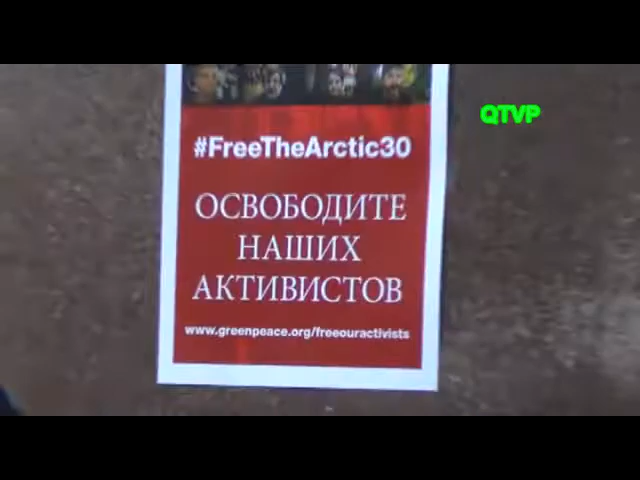 QTVP
#FreeTheArctic30
ОСВОБОДИТЕ
НАШИХ
АКТИВИСТОВ
www.greenpeace.org/freeouractivists